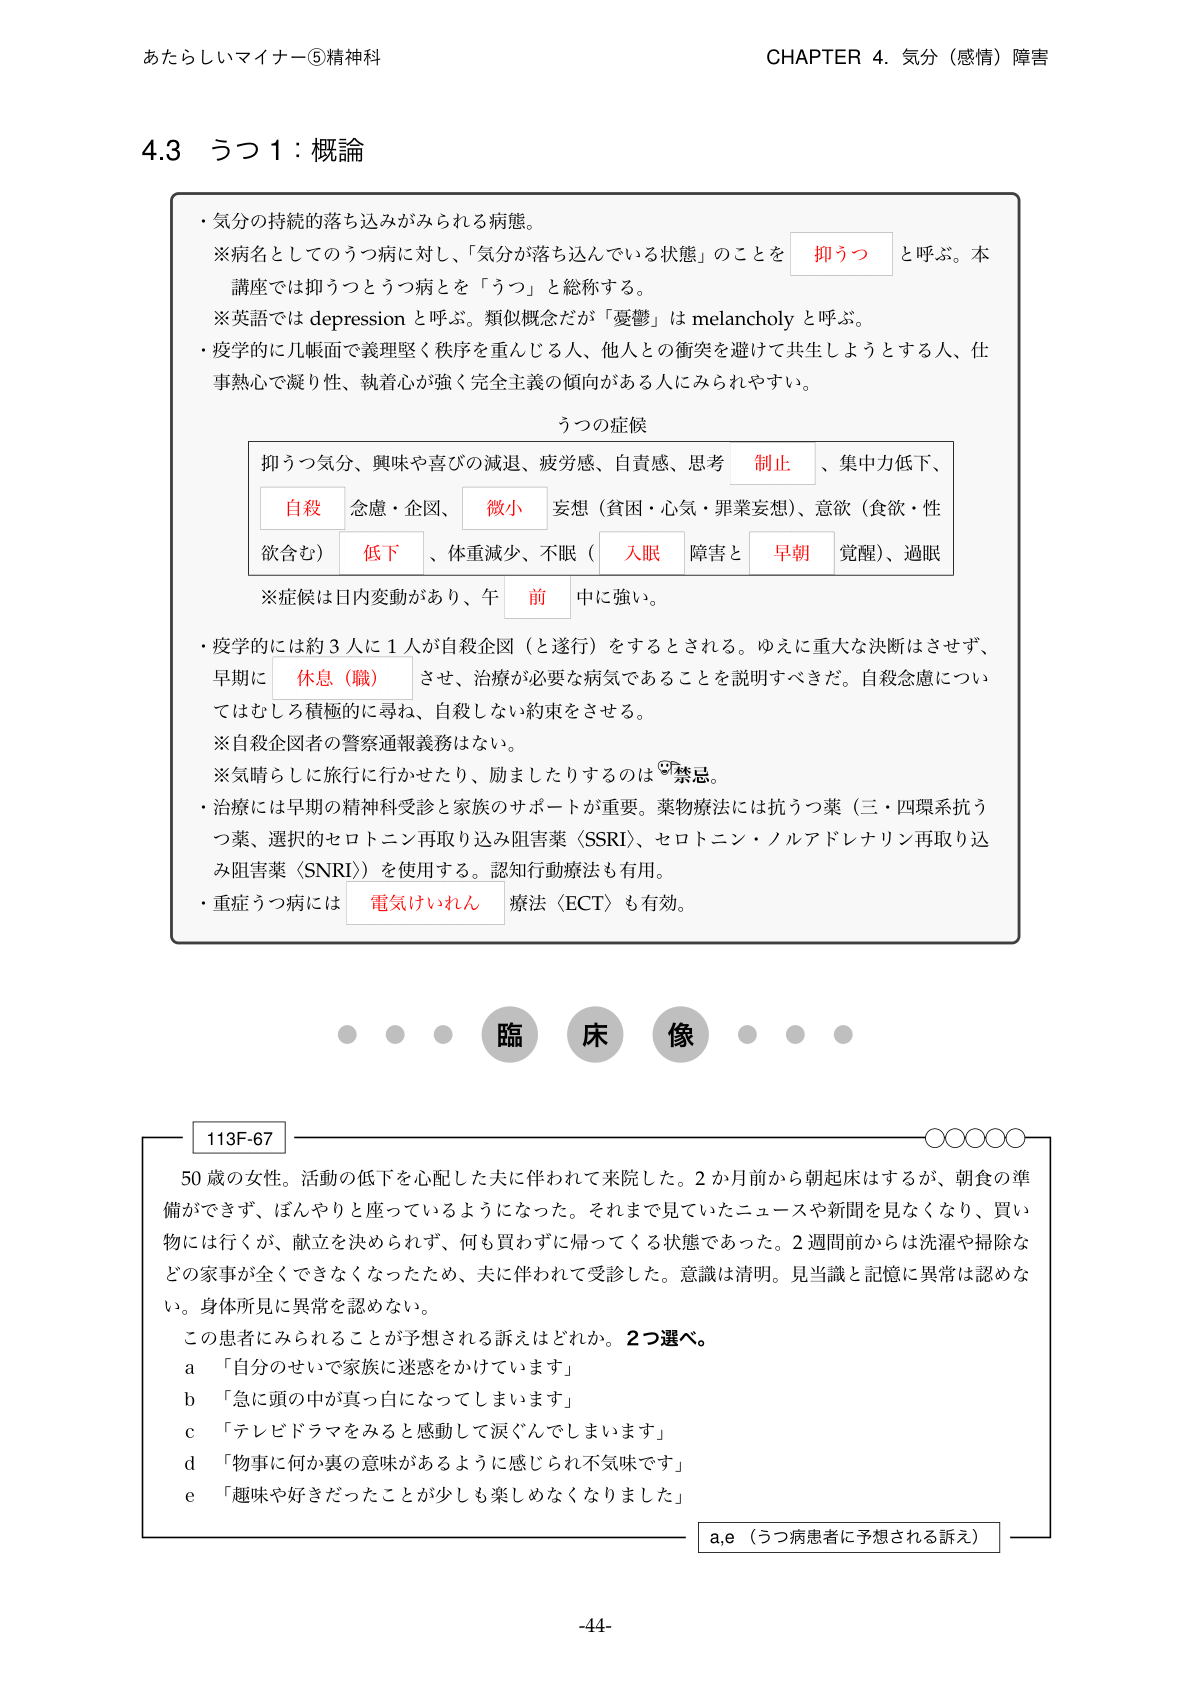 あたらしいマイナー⑤精神科
CHAPTER 4. 気分（感情）障害
4.3 うつ 1：概論
・気分の持続的落ち込みがみられる病態。
※病名としてのうつ病に対し、「気分が落ち込んでいる状態」のことを 抑うつ と呼ぶ。本
講座では抑うつとうつ病とを「うつ」と総称する。
※英語では depression と呼ぶ。類似概念だが「憂鬱」は melancholy と呼ぶ。
・疫学的に几帳面で義理堅く秩序を重んじる人、他人との衝突を避けて共生しようとする人、仕
事熱心で凝り性、執着心が強く完全主義の傾向がある人にみられやすい。
うつの症候
抑うつ気分、興味や喜びの減退、疲労感、自責感、思考 制止 、集中力低下、
自殺 念慮・企図、 微小 妄想（貧困・心気・罪業妄想）、意欲（食欲・性
欲含む） 低下 、体重減少、不眠（ 入眠 障害と 早朝 覚醒）、過眠
※症候は日内変動があり、午 前 中に強い。
・疫学的には約 3 人に 1 人が自殺企図（と遂行）をするとされる。ゆえに重大な決断はさせず、
早期に 休息（職） させ、治療が必要な病気であることを説明すべきだ。自殺念慮につい
てはむしろ積極的に尋ね、自殺しない約束をさせる。
※自殺企図者の警察通報義務はない。
※気晴らしに旅行に行かせたり、励ましたりするのは禁忌。
・治療には早期の精神科受診と家族のサポートが重要。薬物療法には抗うつ薬（三・四環系抗う
つ薬、選択的セロトニン再取り込み阻害薬〈SSRI〉、セロトニン・ノルアドレナリン再取り込
み阻害薬〈SNRI〉）を使用する。認知行動療法も有用。
・重症うつ病には 電気けいれん 療法〈ECT〉も有効。
臨 床 像
113F-67
50 歳の女性。活動の低下を心配した夫に伴われて来院した。2 か月前から朝起床はするが、朝食の準
備ができず、ぼんやりと座っているようになった。それまで見ていたニュースや新聞を見なくなり、買い
物には行くが、献立を決められず、何も買わずに帰ってくる状態であった。2 週間前からは洗濯や掃除な
どの家事が全くできなくなったため、夫に伴われて受診した。意識は清明。見当識と記憶に異常は認めな
い。身体所見に異常を認めない。
この患者にみられることが予想される訴えはどれか。2つ選べ。
a 「自分のせいで家族に迷惑をかけています」
b 「急に頭の中が真っ白になってしまいます」
c 「テレビドラマをみると感動して涙ぐんでしまいます」
d 「物事に何か裏の意味があるように感じられ不気味です」
e 「趣味や好きだったことが少しも楽しめなくなりました」
a,e （うつ病患者に予想される訴え）
-44-